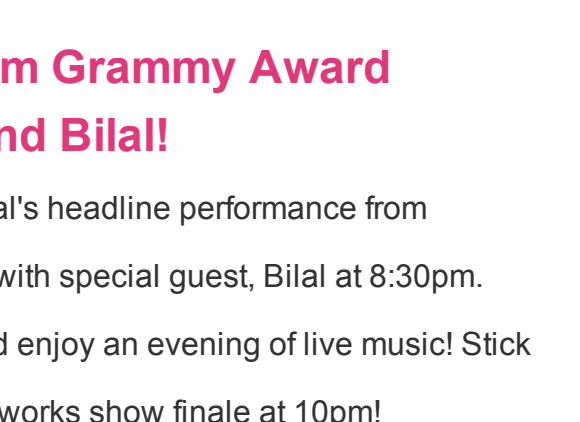 m Grammy Award
nd Bilal!
al's headline performance from
with special guest, Bilal at 8:30pm.
d enjoy an evening of live music! Stick
works show finale at 10pm!